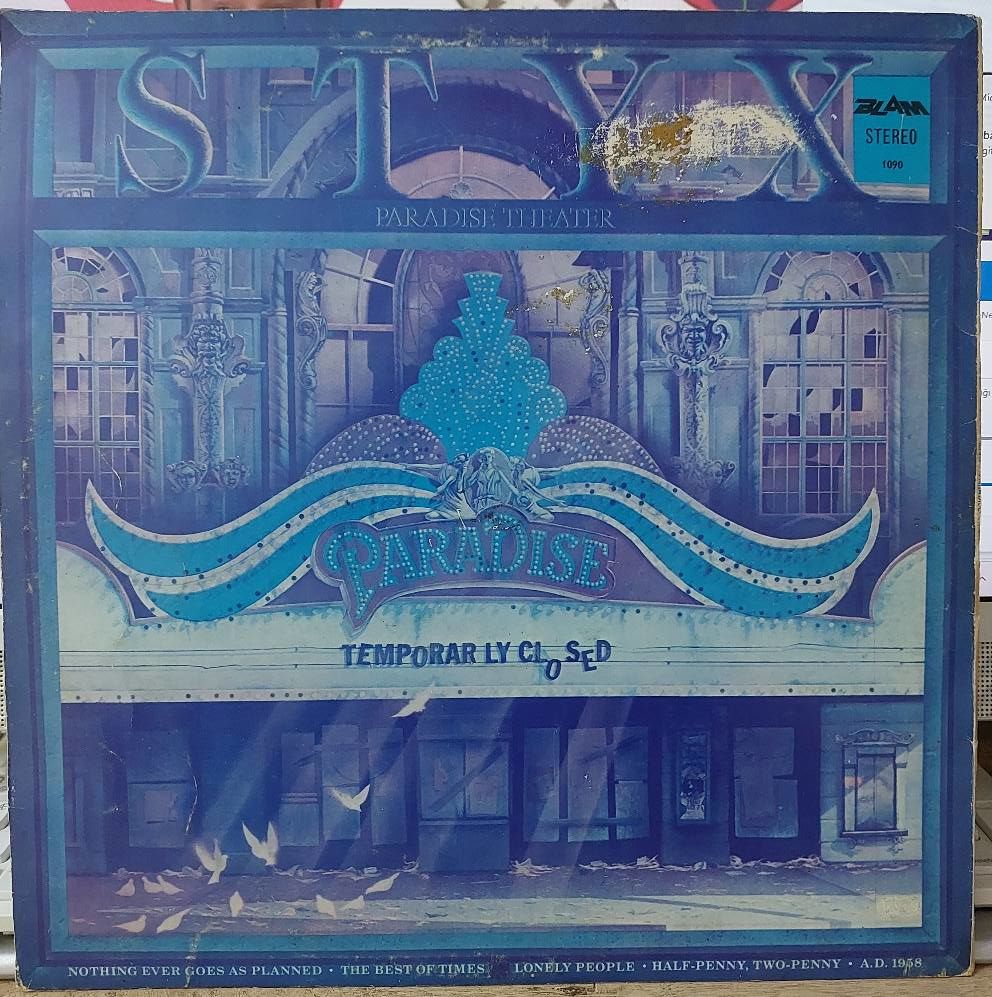 STYX
BLAM
STEREO
1090
PARADISE THEATER
PARADISE
TEMPORAR LY CLOSED
NOTHING EVER GOES AS PLANNED • THE BEST OF TIMES LONELY PEOPLE • HALF-PENNY, TWO-PENNY • A.D. 1958